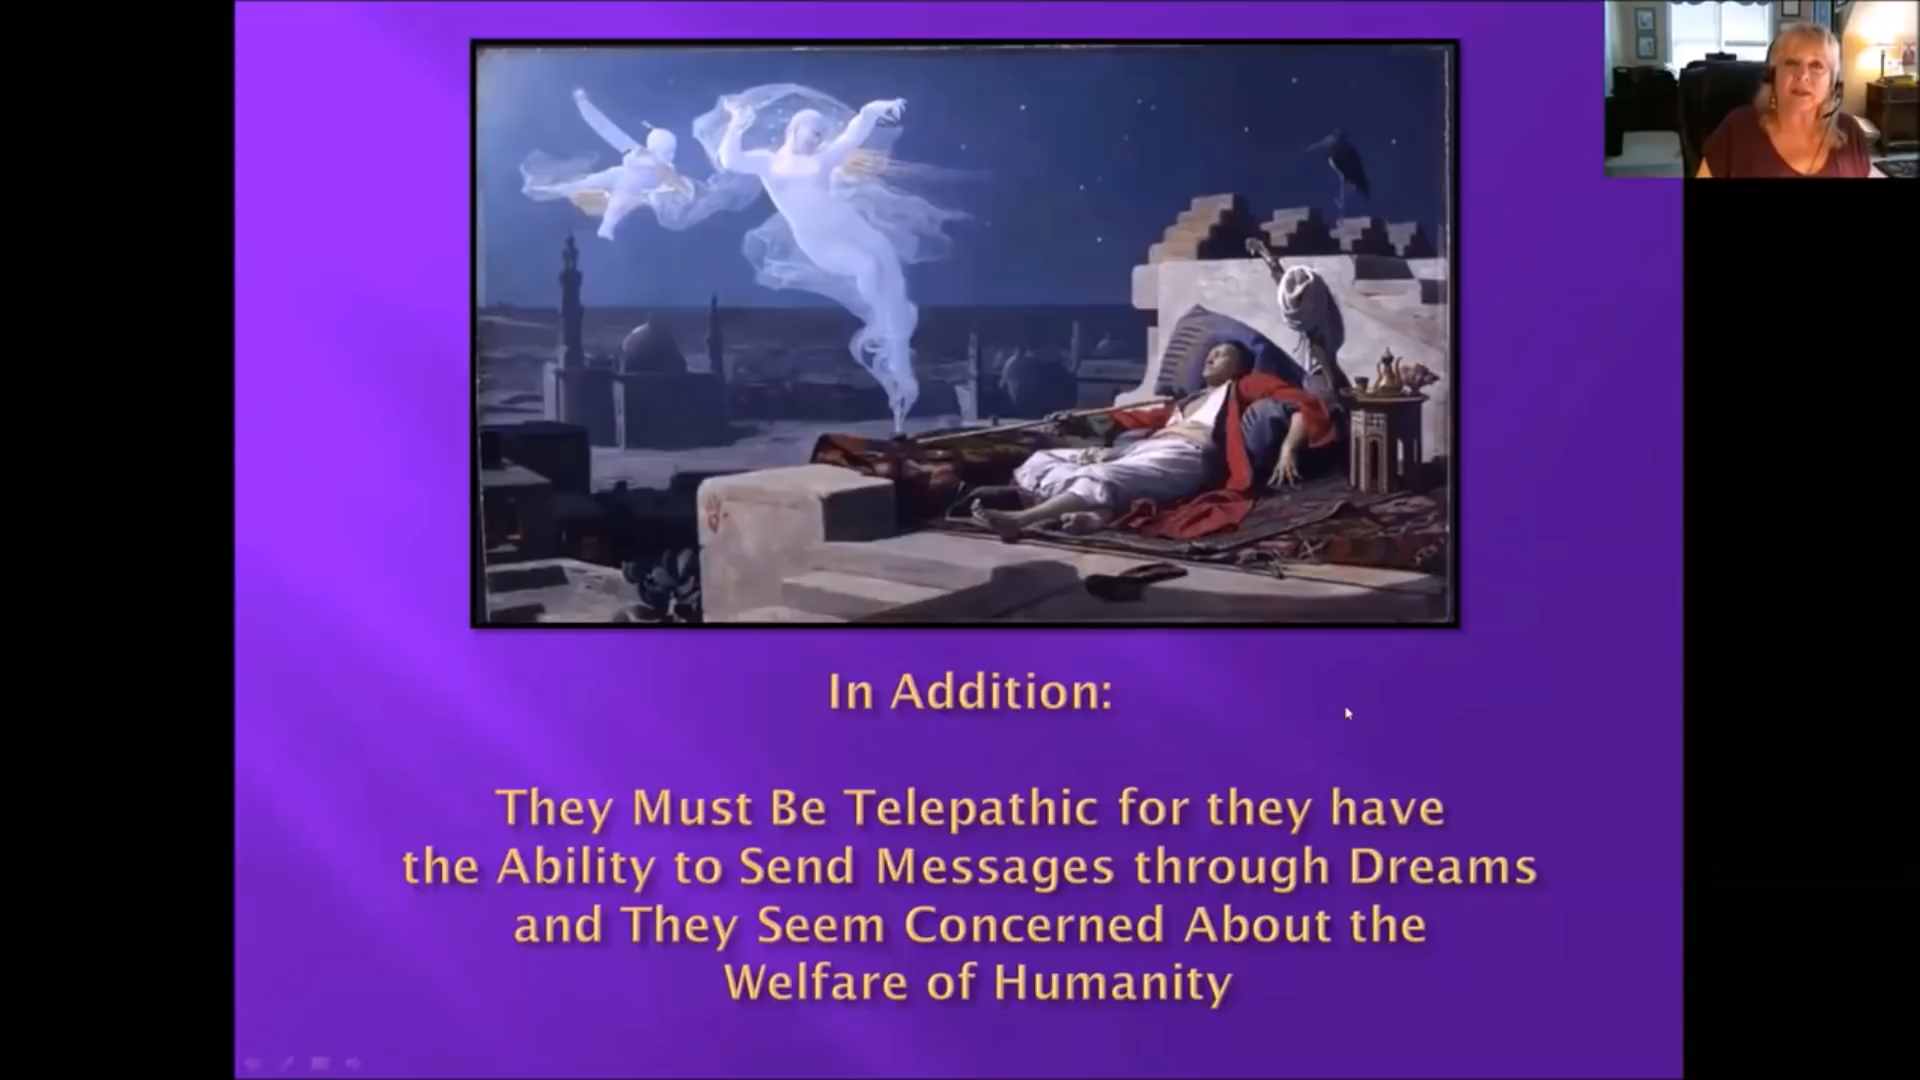 In Addition:
They Must Be Telepathic for they have
the Ability to Send Messages through Dreams
and They Seem Concerned About the
Welfare of Humanity